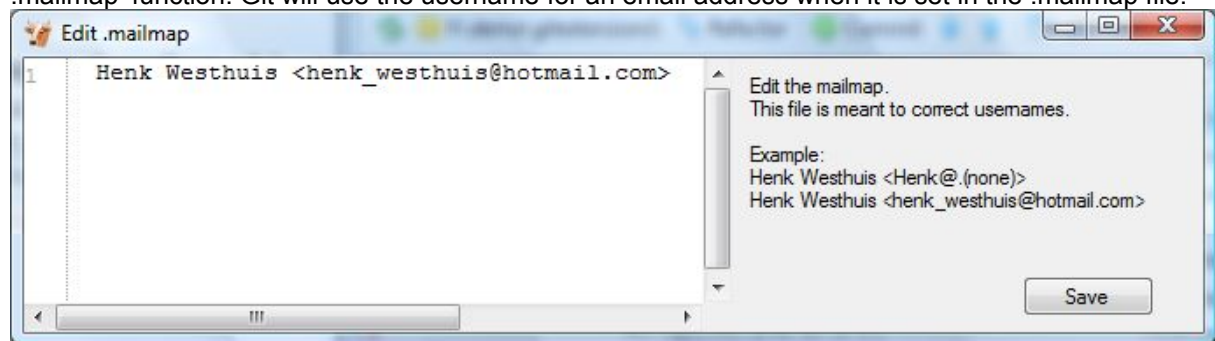 .mailmap' function. Git will use the username for an email address when it is set in the .mailmap file.
Edit .mailmap
1 Henk Westhuis <henk_westhuis@hotmail.com>
Edit the mailmap.
This file is meant to correct usernames.
Example:
Henk Westhuis <Henk@.(none)>
Henk Westhuis <henk_westhuis@hotmail.com>
Save